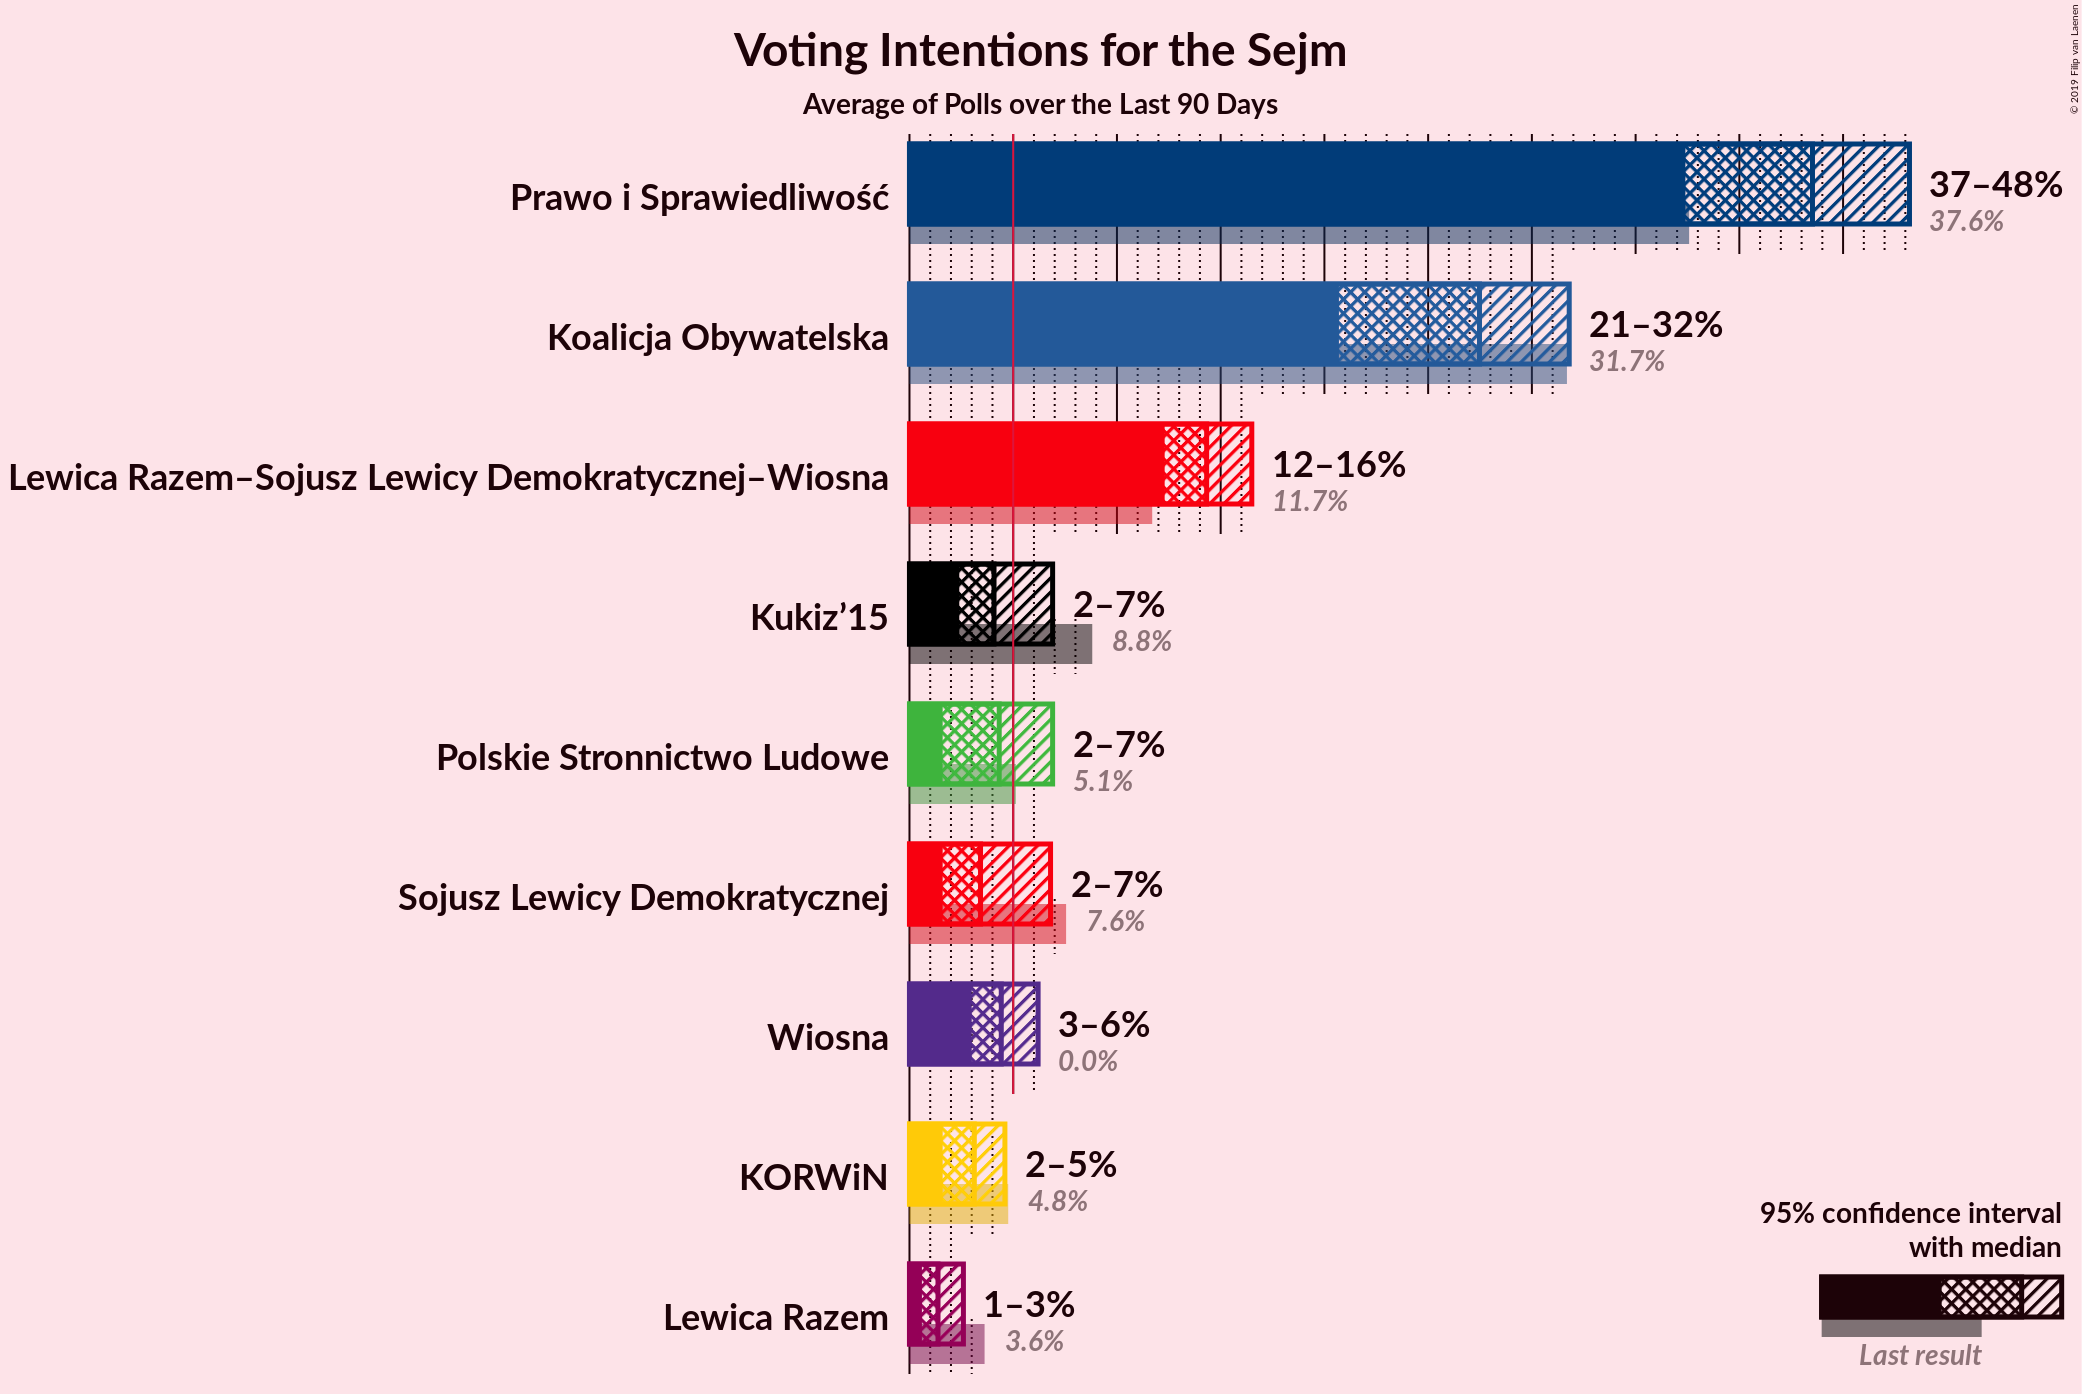 Voting Intentions for the Sejm
Average of Polls over the Last 90 Days
© 2019 Filip van Laenen
Prawo i Sprawiedliwość
37–48%
37.6%
Koalicja Obywatelska
21–32%
31.7%
Lewica Razem–Sojusz Lewicy Demokratycznej–Wiosna
12–16%
11.7%
Kukiz’15
2–7%
8.8%
Polskie Stronnictwo Ludowe
2–7%
5.1%
Sojusz Lewicy Demokratycznej
2–7%
7.6%
Wiosna
3–6%
0.0%
KORWiN
2–5%
4.8%
Lewica Razem
1–3%
3.6%
95% confidence interval
with median
Last result